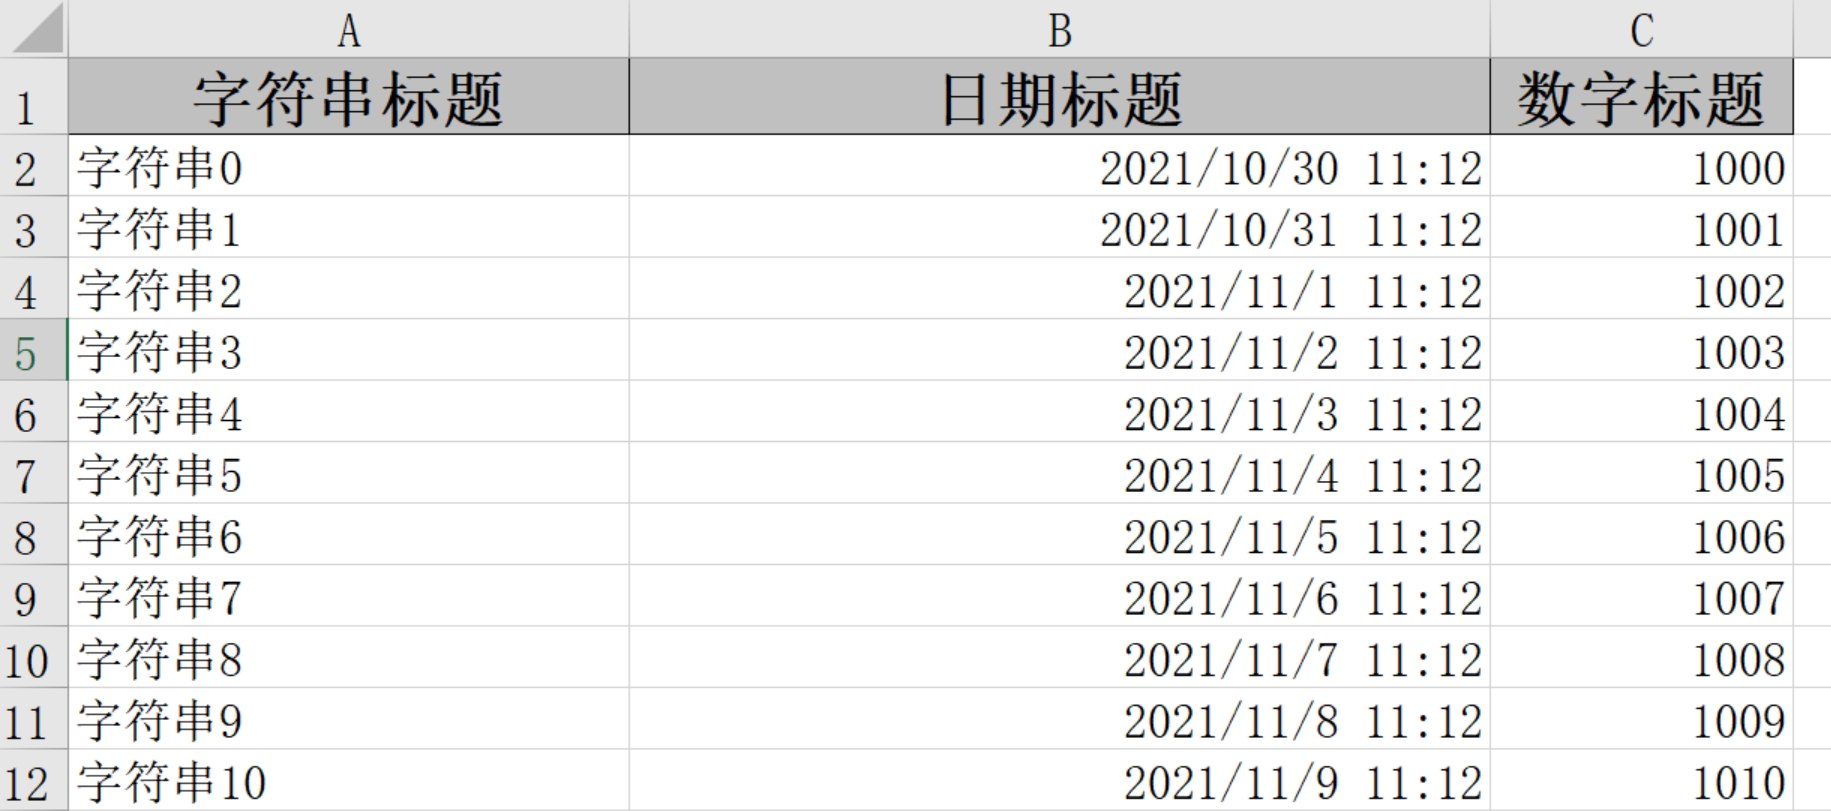 A B C
1 字符串标题 日期标题 数字标题
2 字符串0 2021/10/30 11:12 1000
3 字符串1 2021/10/31 11:12 1001
4 字符串2 2021/11/1 11:12 1002
5 字符串3 2021/11/2 11:12 1003
6 字符串4 2021/11/3 11:12 1004
7 字符串5 2021/11/4 11:12 1005
8 字符串6 2021/11/5 11:12 1006
9 字符串7 2021/11/6 11:12 1007
10 字符串8 2021/11/7 11:12 1008
11 字符串9 2021/11/8 11:12 1009
12 字符串10 2021/11/9 11:12 1010